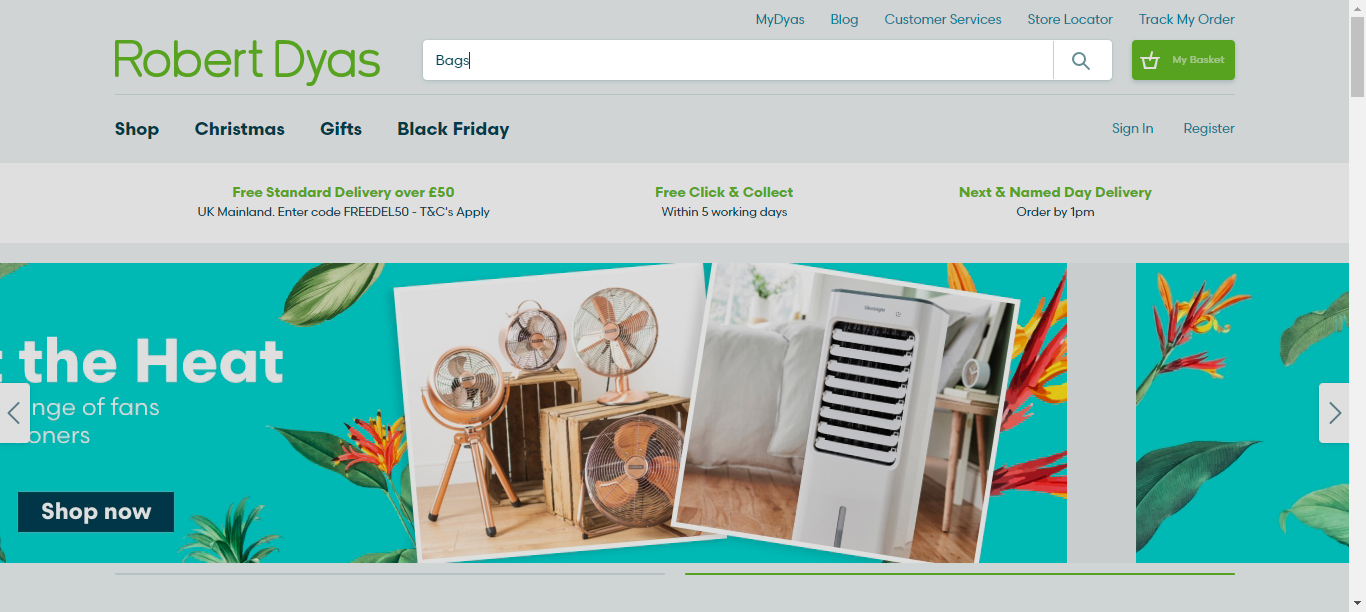 MyDyas Blog Customer Services Store Locator Track My Order
Robert Dyas
Bags
My Basket
Shop Christmas Gifts Black Friday
Sign In Register
Free Standard Delivery over £50
UK Mainland. Enter code FREEDEL50 - T&C's Apply
Free Click & Collect
Within 5 working days
Next & Named Day Delivery
Order by 1pm
the Heat
nge of fans
oners
Shop now